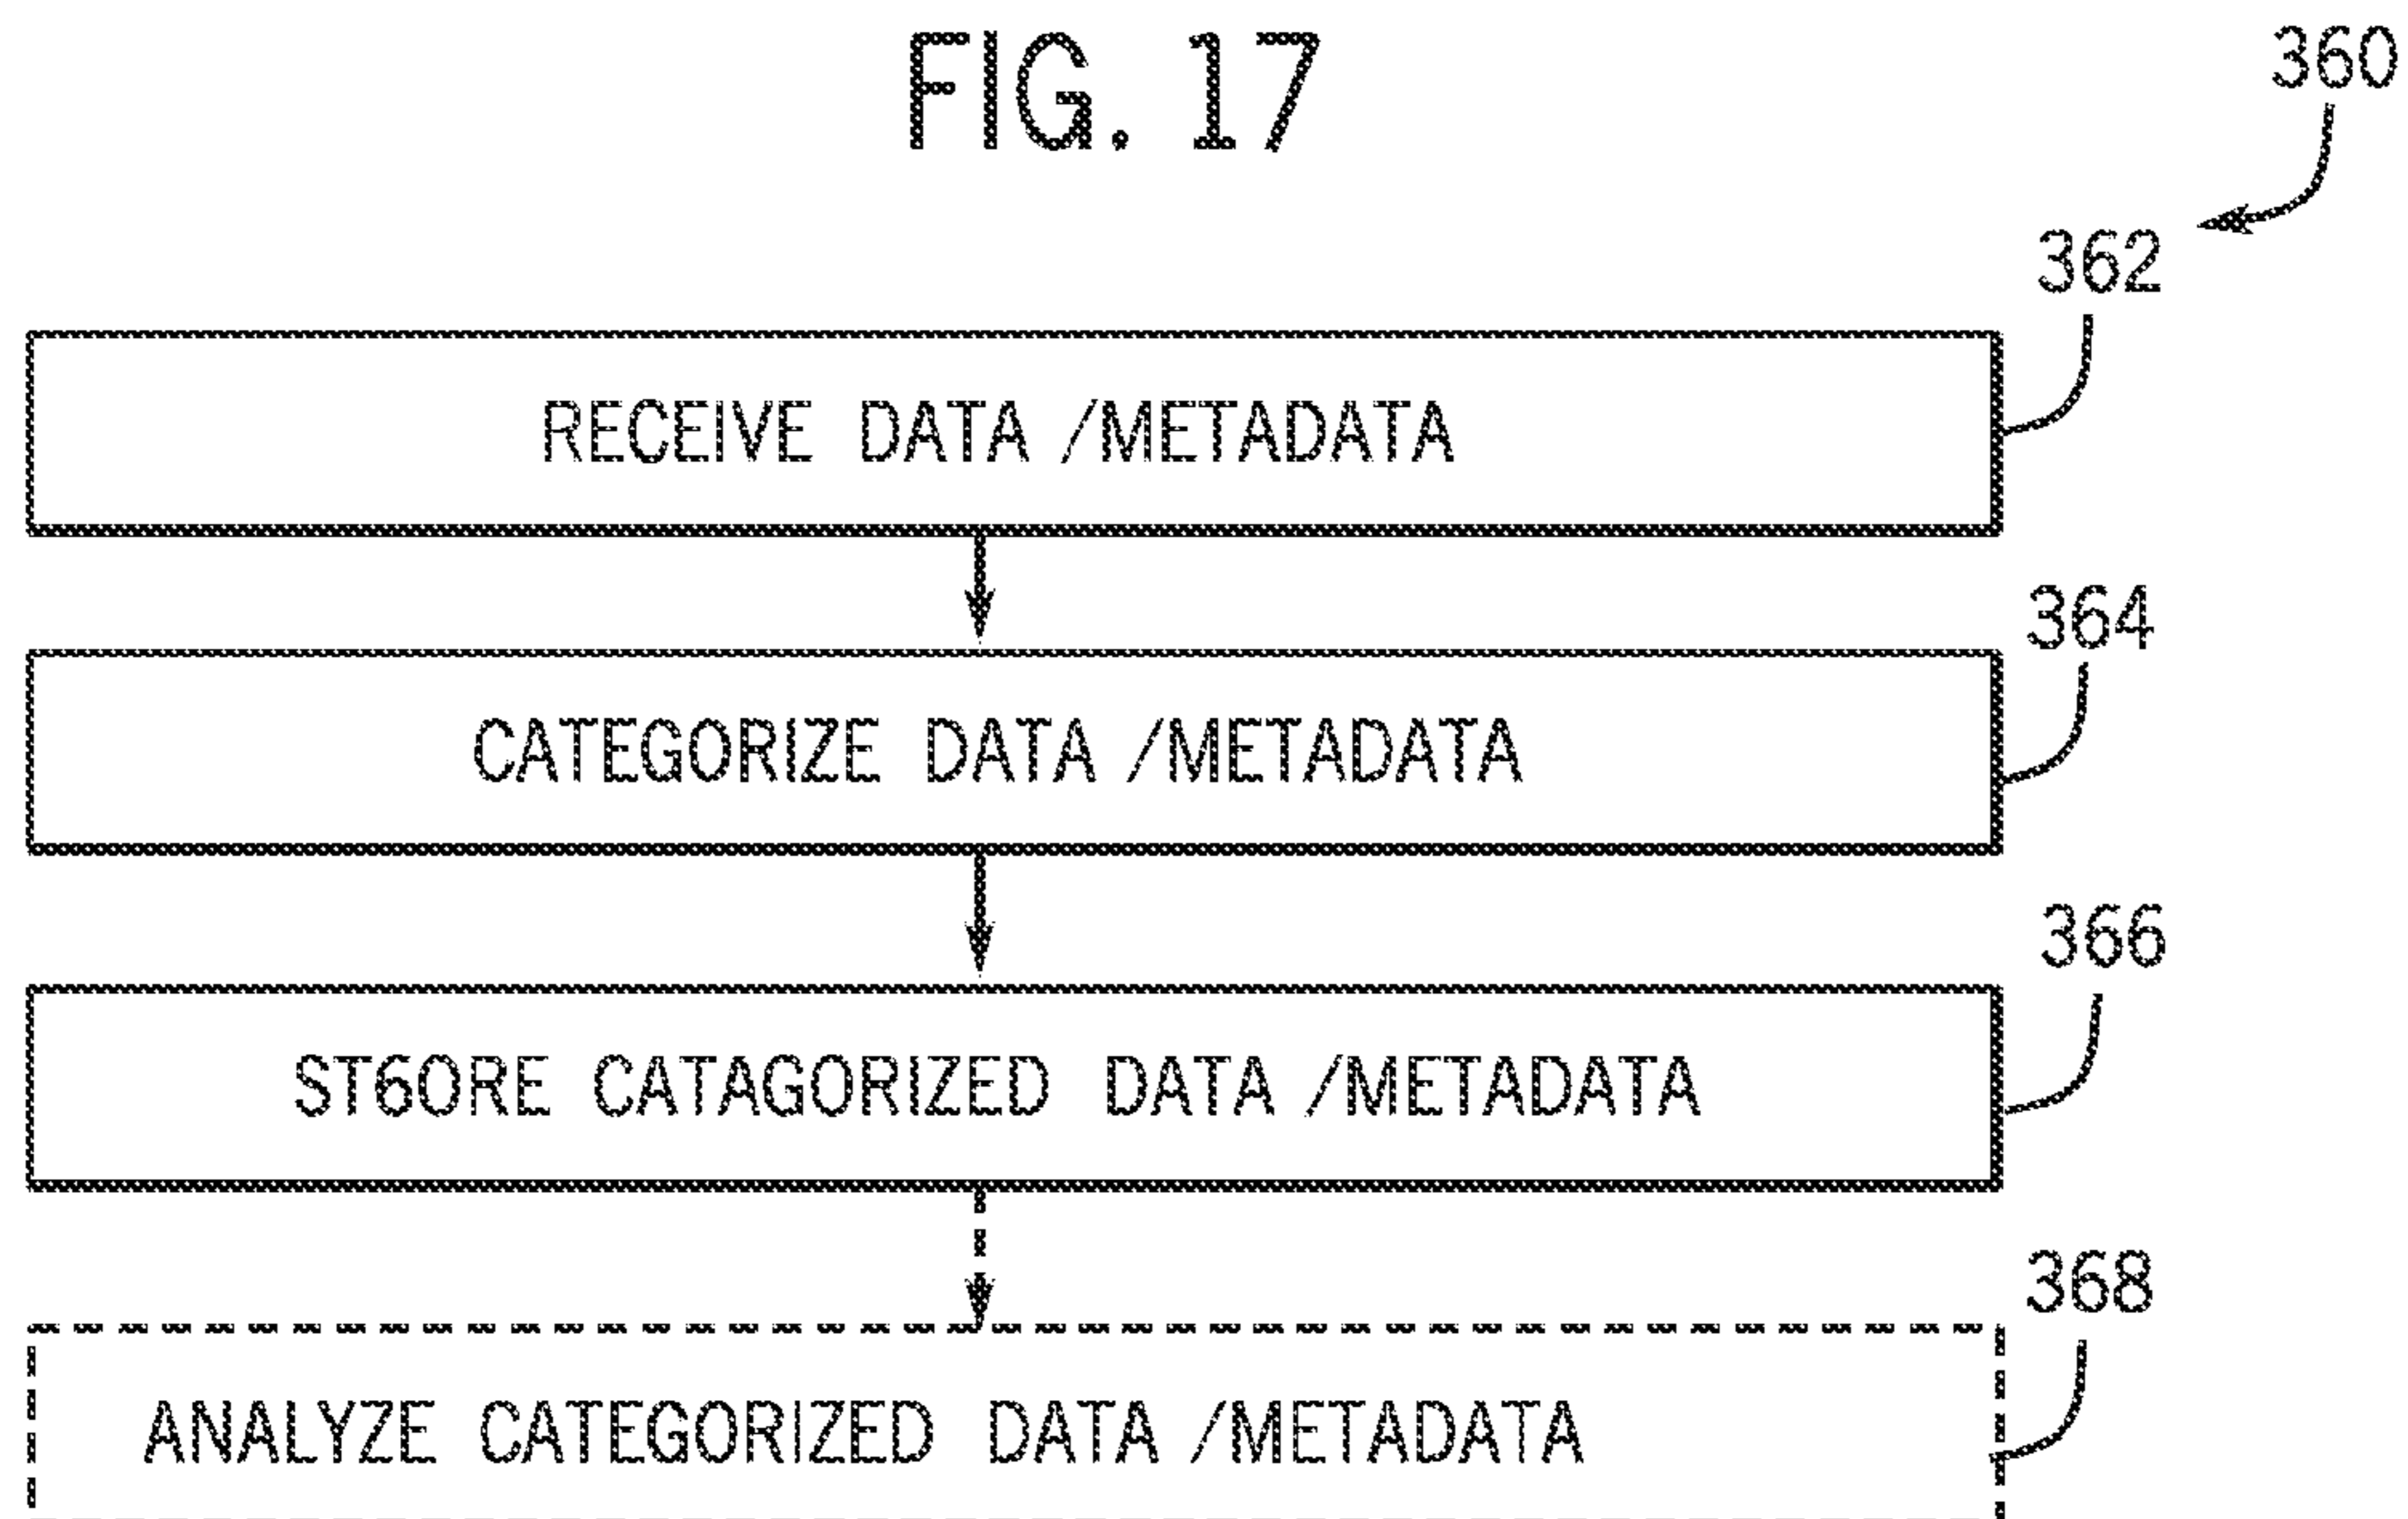 FIG. 17
360
362
RECEIVE DATA /METADATA
364
CATEGORIZE DATA /METADATA
366
ST6ORE CATAGORIZED DATA /METADATA
368
ANALYZE CATEGORIZED DATA /METADATA